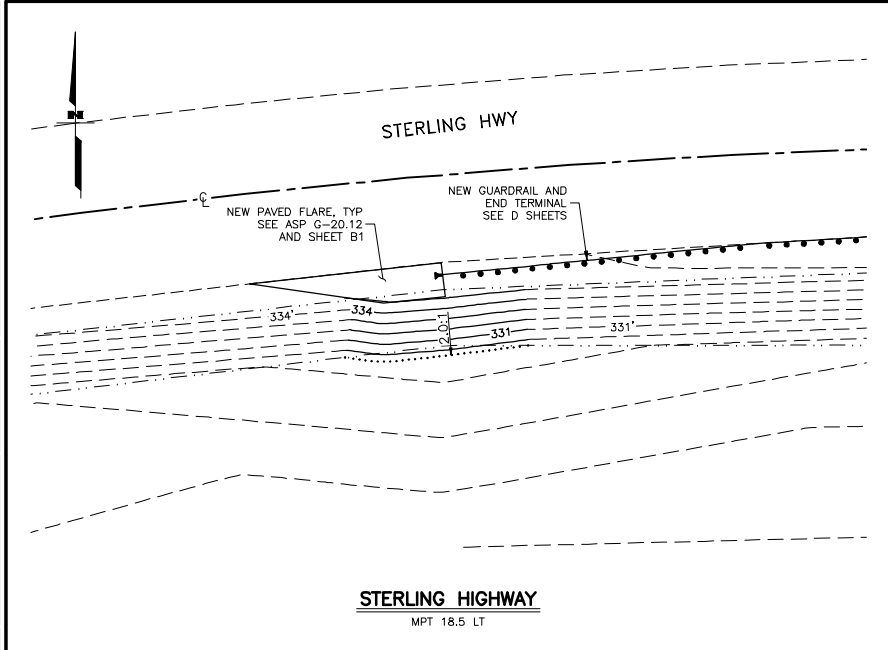 N
STERLING HWY
℄
NEW PAVED FLARE, TYP
SEE ASP G-20.12
AND SHEET B1
NEW GUARDRAIL AND
END TERMINAL
SEE D SHEETS
334'
334
2.0:1
331
331'
STERLING HIGHWAY
MPT 18.5 LT